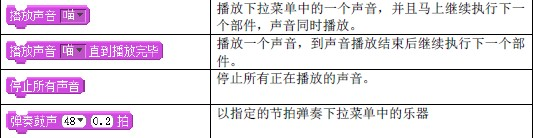 播放声音 喵
播放下拉菜单中的一个声音，并且马上继续执行下一
个部件，声音同时播放。
播放声音 喵 直到播放完毕
播放一个声音，到声音播放结束后继续执行下一个部
件。
停止所有声音
停止所有正在播放的声音。
弹奏鼓声 48 0.2 拍
以指定的节拍弹奏下拉菜单中的乐器